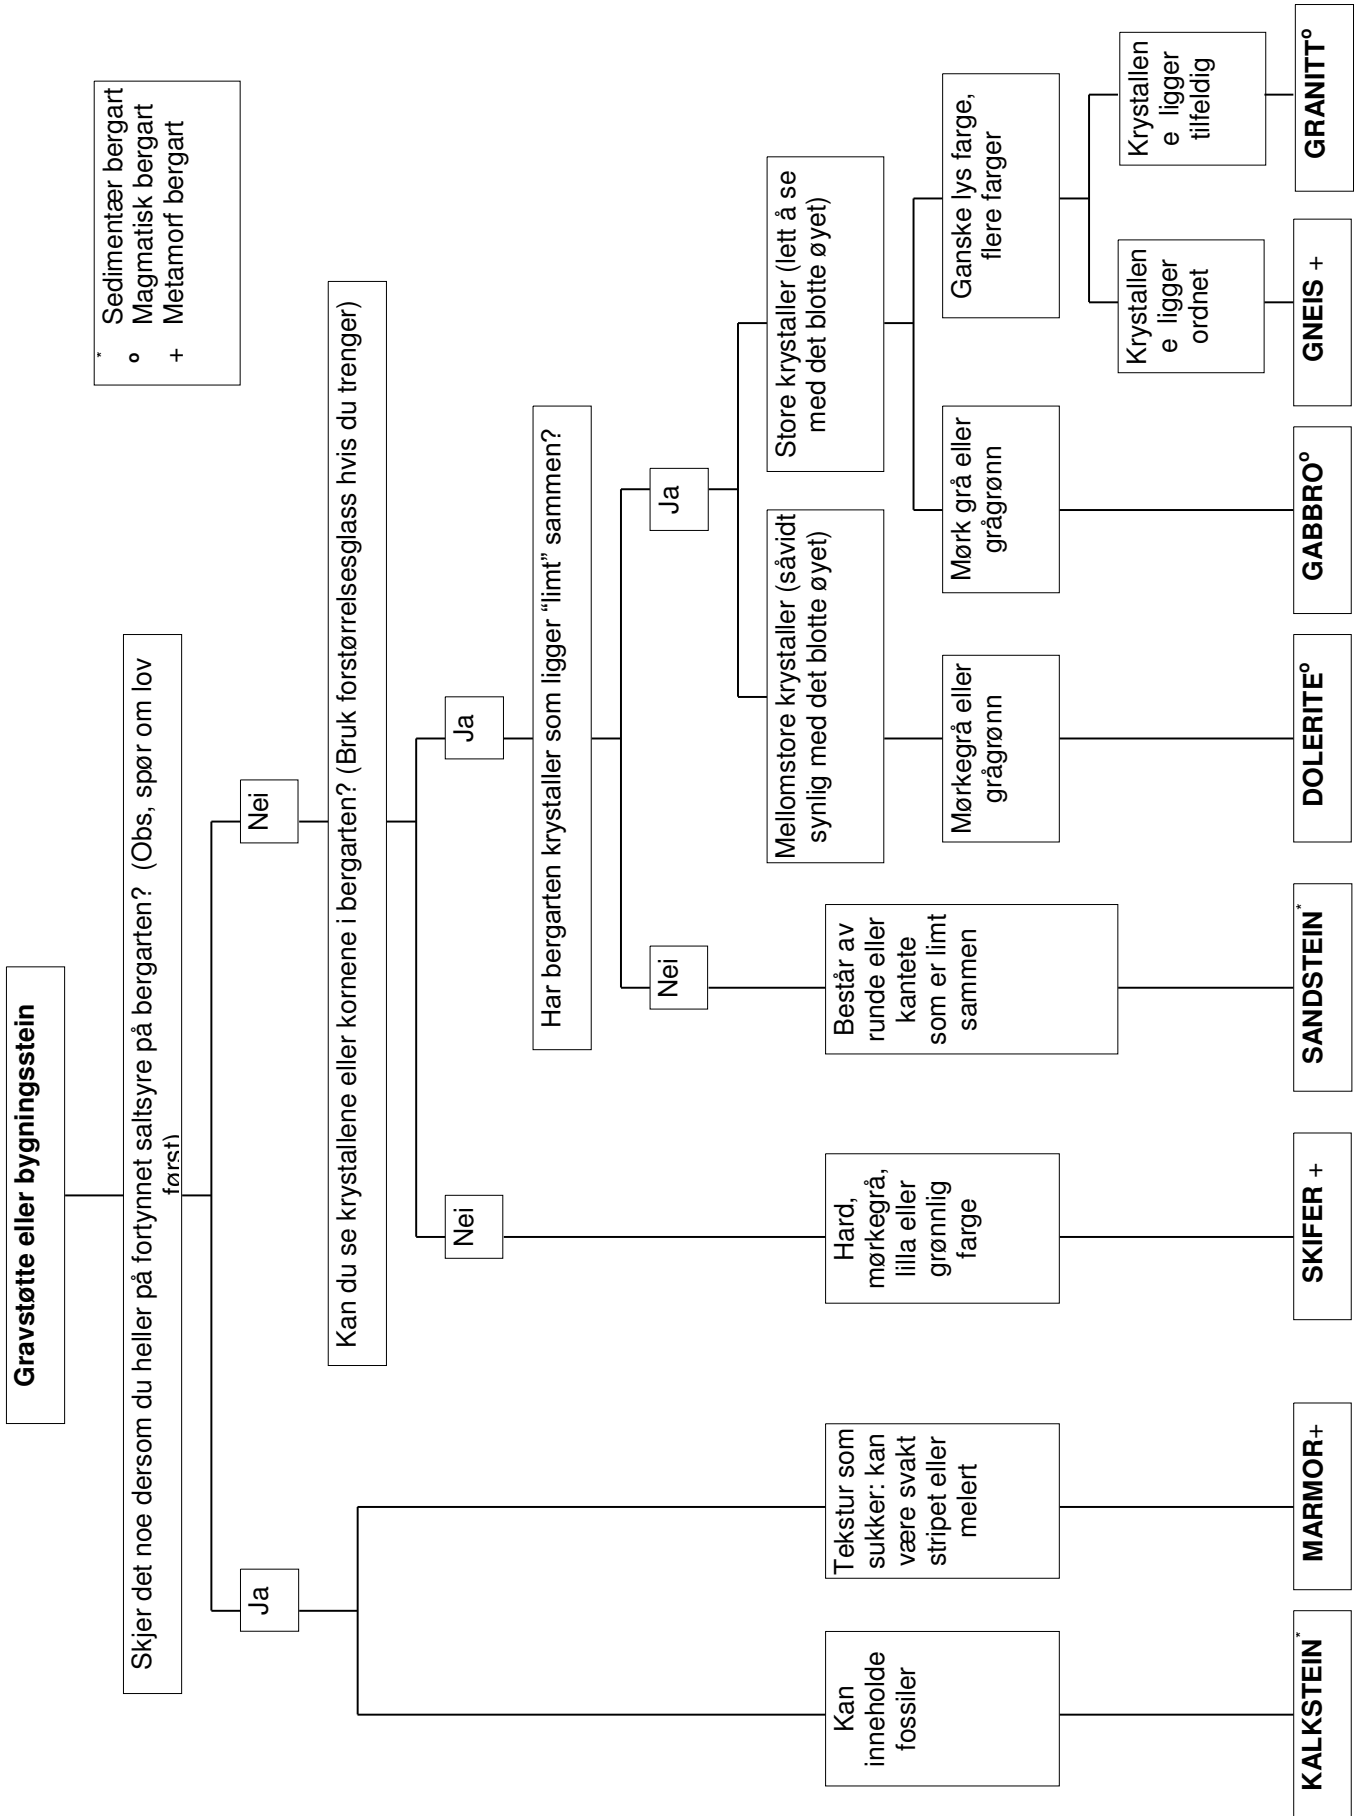 Gravstøtte eller bygningsstein
* Sedimentær bergart
o Magmatisk bergart
+ Metamorf bergart
Skjer det noe dersom du heller på fortynnet saltsyre på bergarten? (Obs, spør om lov
først)
Ja
Nei
Kan du se krystallene eller kornene i bergarten? (Bruk forstørrelsesglass hvis du trenger)
Nei
Ja
Har bergarten krystaller som ligger “limt” sammen?
Nei
Ja
Mellomstore krystaller (såvidt
synlig med det blotte øyet)
Store krystaller (lett å se
med det blotte øyet)
Kan
inneholde
fossiler
Tekstur som
sukker: kan
være svakt
stripet eller
melert
Hard,
mørkegrå,
lilla eller
grønnlig
farge
Består av
runde eller
kantete
som er limt
sammen
Mørkegrå eller
grågrønn
Mørk grå eller
grågrønn
Ganske lys farge,
flere farger
Krystallen
e ligger
ordnet
Krystallen
e ligger
tilfeldig
KALKSTEIN*
MARMOR+
SKIFER +
SANDSTEIN*
DOLERITEo
GABBROo
GNEIS +
GRANITTo